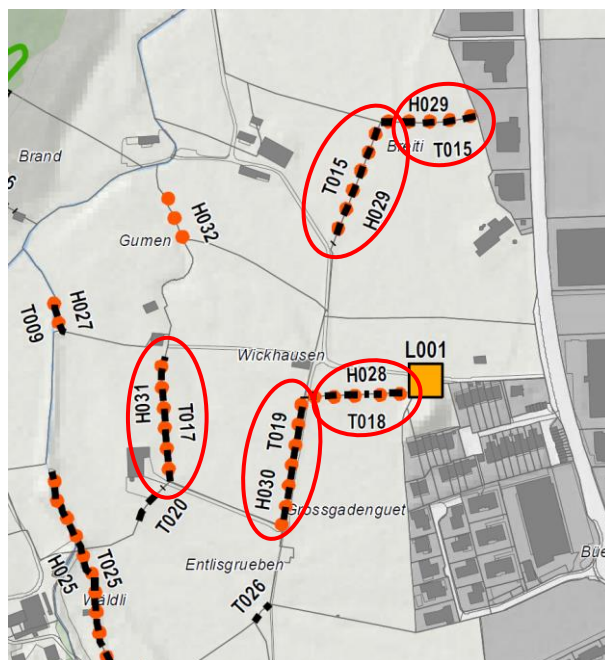 H029
T015
Breiti
T015
H029
Brand
H032
Gumen
H027
T009
Wickhausen
L001
H028
T018
H031
T017
T019
H030
Grossgadenguet
T020
Entlisgrueben
T026
T025
H025
Wäldli
Bue